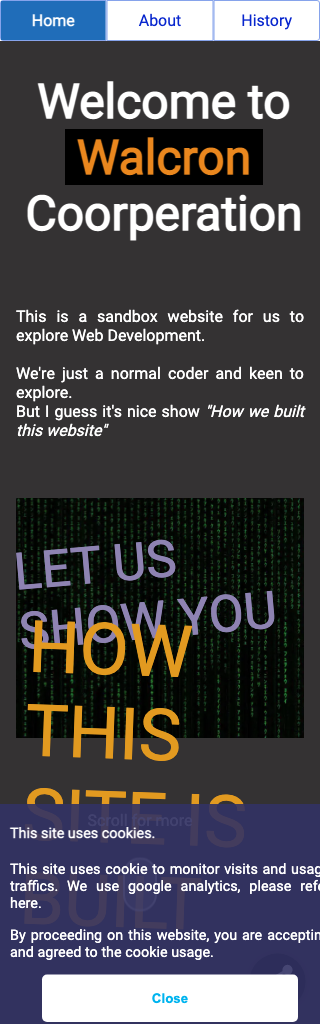 Home About History
Welcome to
Walcron
Coorperation
This is a sandbox website for us to
explore Web Development.
We're just a normal coder and keen to
explore.
But I guess it's nice show "How we built
this website"
LET US
SHOW YOU
HOW
THIS
SITE IS
BUILT
Scroll for more
This site uses cookies.
This site uses cookie to monitor visits and usag
traffics. We use google analytics, please refe
here.
By proceeding on this website, you are acceptin
and agreed to the cookie usage.
Close